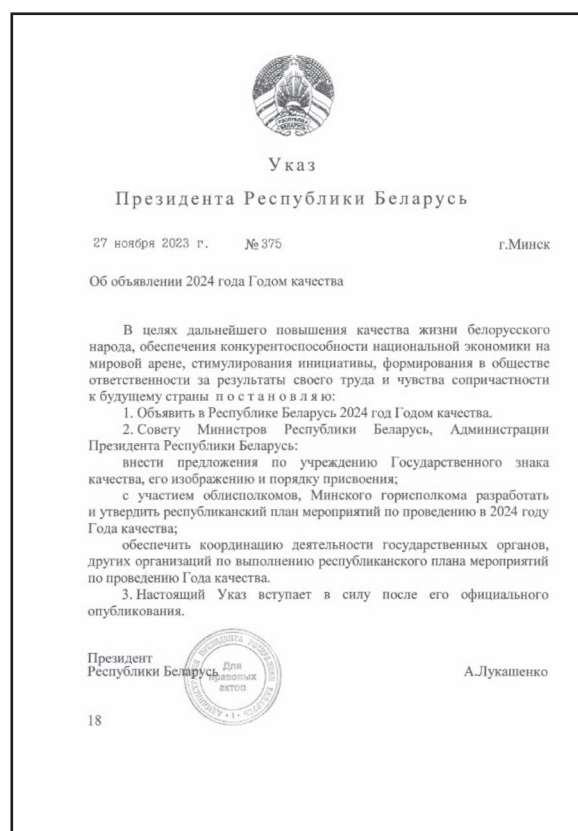 Указ
Президента Республики Беларусь
27 ноября 2023 г. № 375 г.Минск
Об объявлении 2024 года Годом качества
В целях дальнейшего повышения качества жизни белорусского
народа, обеспечения конкурентоспособности национальной экономики на
мировой арене, стимулирования инициативы, формирования в обществе
ответственности за результаты своего труда и чувства сопричастности
к будущему страны п о с т а н о в л я ю:
1. Объявить в Республике Беларусь 2024 год Годом качества.
2. Совету Министров Республики Беларусь, Администрации
Президента Республики Беларусь:
внести предложения по учреждению Государственного знака
качества, его изображению и порядку присвоения;
с участием облисполкомов, Минского горисполкома разработать
и утвердить республиканский план мероприятий по проведению в 2024 году
Года качества;
обеспечить координацию деятельности государственных органов,
других организаций по выполнению республиканского плана мероприятий
по проведению Года качества.
3. Настоящий Указ вступает в силу после его официального
опубликования.
Президент
Республики Беларусь А.Лукашенко
АДМИНИСТРАЦИЯ ПРЕЗИДЕНТА РЕСПУБЛИКИ БЕЛАРУСЬ
Для
правовых
актов
18